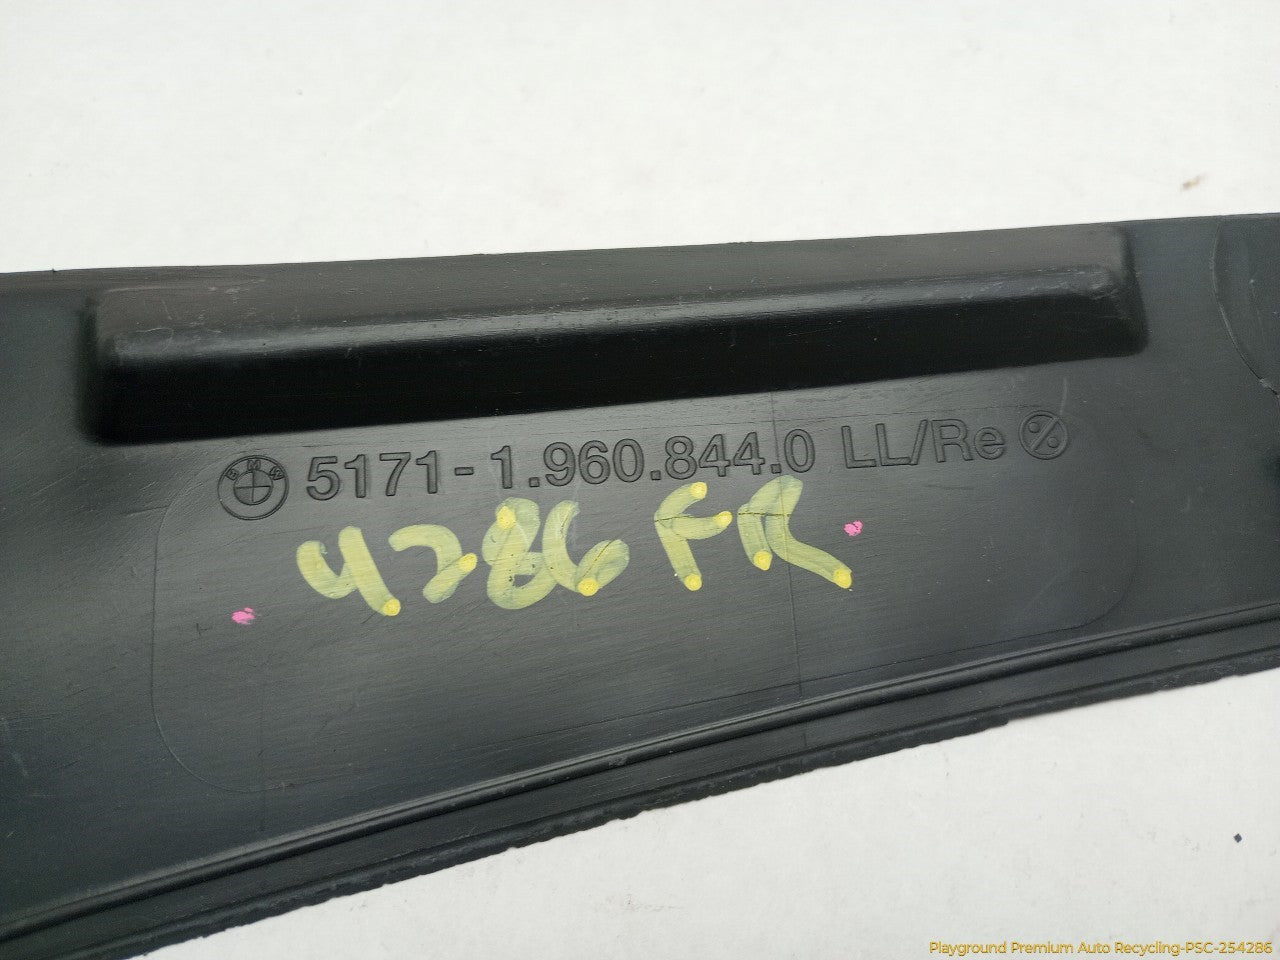 BMW 5171-1.960.844.0 LL/Re
4286 FR
Playground Premium Auto Recycling-PSC-254286